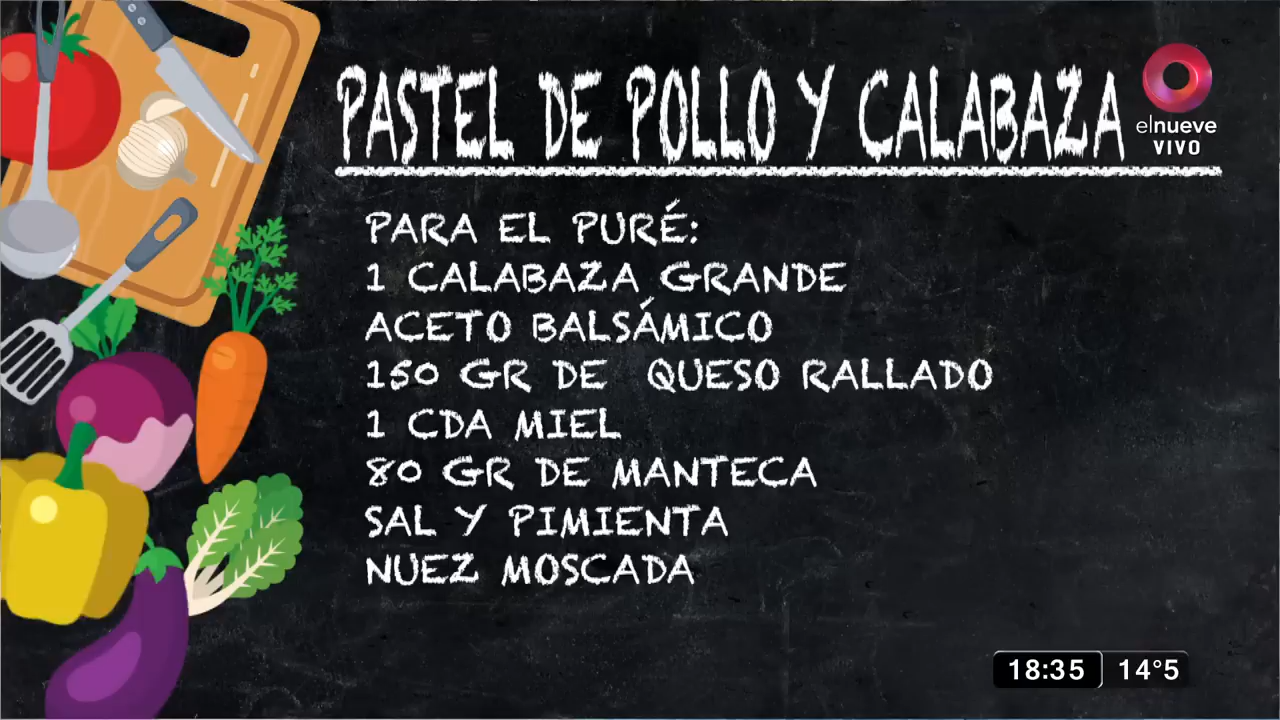 PASTEL DE POLLO Y CALABAZA
elnueve
VIVO
PARA EL PURÉ:
1 CALABAZA GRANDE
ACETO BALSÁMICO
150 GR DE QUESO RALLADO
1 CDA MIEL
80 GR DE MANTECA
SAL Y PIMIENTA
NUEZ MOSCADA
18:35 14°5